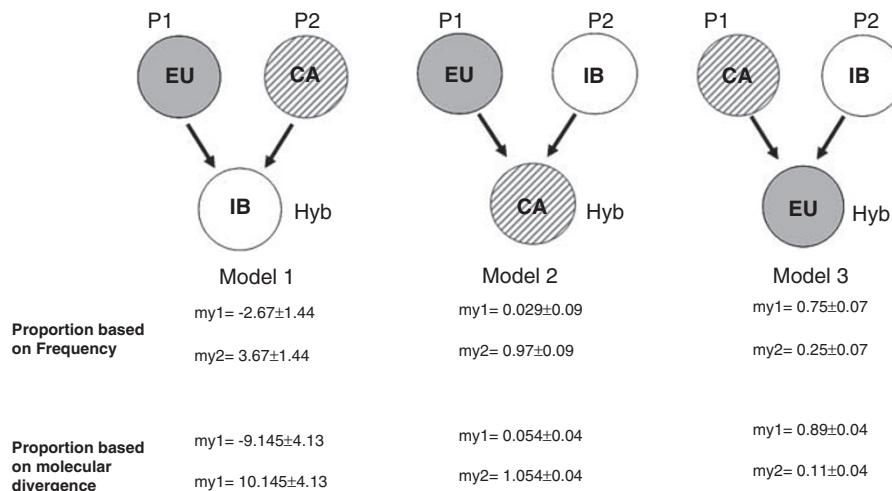 P1 P2 P1 P2 P1 P2
EU CA EU IB CA IB
IB Hyb CA Hyb EU Hyb
Model 1 Model 2 Model 3
Proportion based
on Frequency
my1= -2.67±1.44 my1= 0.029±0.09 my1= 0.75±0.07
my2= 3.67±1.44 my2= 0.97±0.09 my2= 0.25±0.07
Proportion based
on molecular
divergence
my1= -9.145±4.13 my1= 0.054±0.04 my1= 0.89±0.04
my1= 10.145±4.13 my2= 1.054±0.04 my2= 0.11±0.04